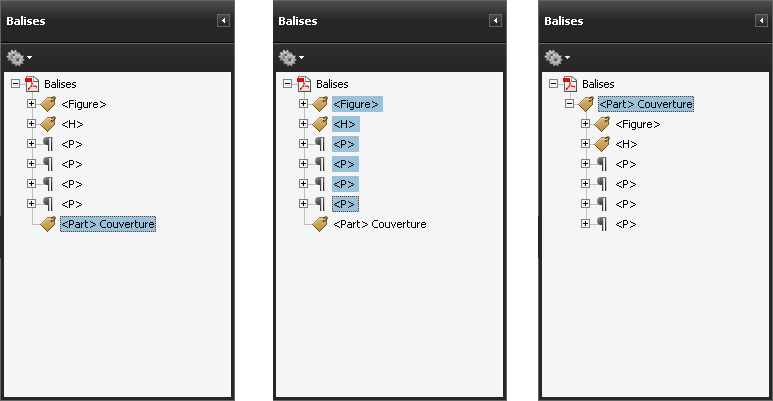 Balises
Balises
<Figure>
<H>
<P>
<P>
<P>
<P>
<Part> Couverture
Balises
Balises
<Figure>
<H>
<P>
<P>
<P>
<P>
<Part> Couverture
Balises
Balises
<Part> Couverture
<Figure>
<H>
<P>
<P>
<P>
<P>